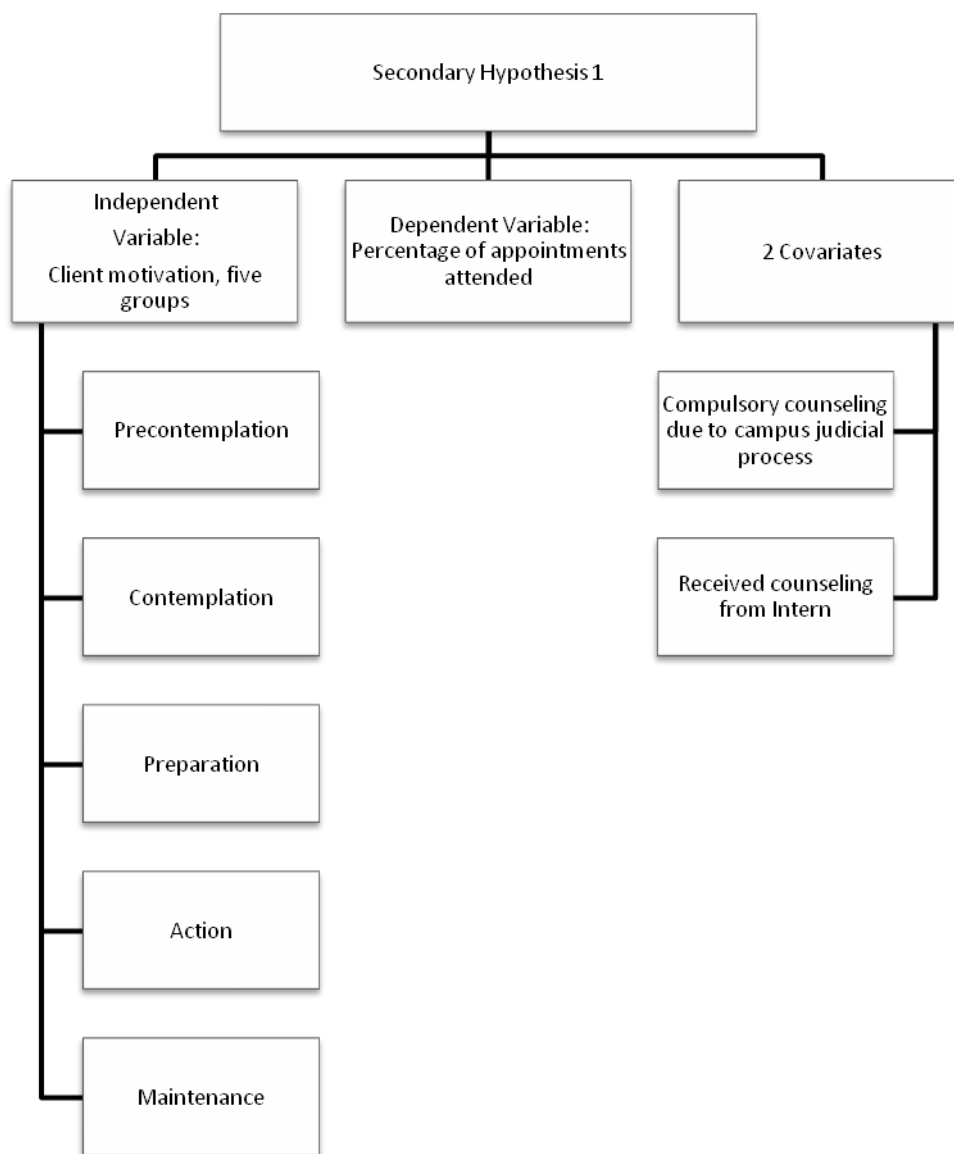 Secondary Hypothesis 1
Independent
Variable:
Client motivation, five
groups
Dependent Variable:
Percentage of appointments
attended
2 Covariates
Precontemplation
Contemplation
Preparation
Action
Maintenance
Compulsory counseling
due to campus judicial
process
Received counseling
from Intern